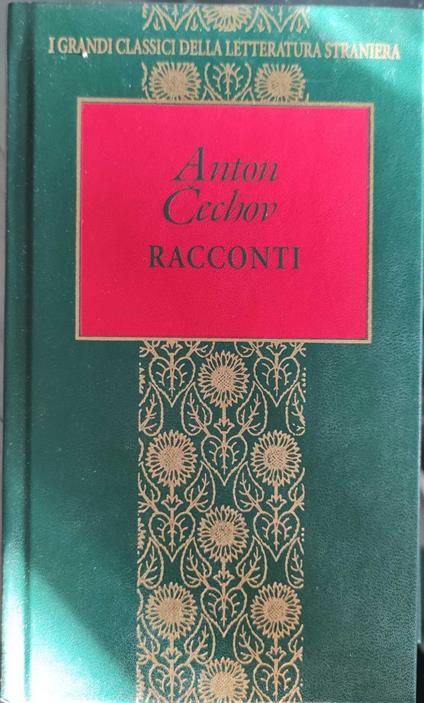 I GRANDI CLASSICI DELLA LETTERATURA STRANIERA
Anton
Čechov
RACCONTI